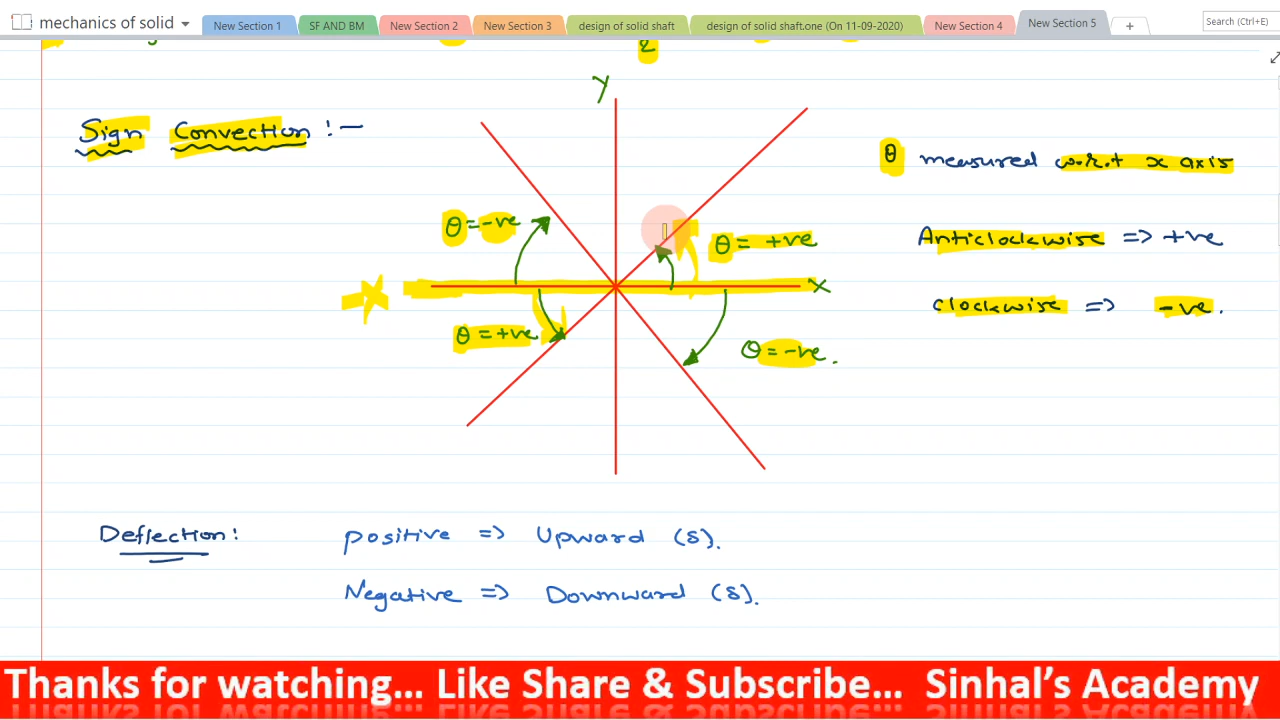 mechanics of solid
New Section 1
SF AND BM
New Section 2
New Section 3
design of solid shaft
design of solid shaft.one (On 11-09-2020)
New Section 4
New Section 5
+
Search (Ctrl+E)
2
y
Sign Convection :-
θ measured w.r.t x axis
θ = -ve
θ = +ve
Anticlockwise => +ve
-x
x
clockwise => -ve.
θ = +ve
θ = -ve.
Deflection: positive => Upward (δ).
Negative => Downward (δ).
Thanks for watching... Like Share & Subscribe... Sinhal's Academy